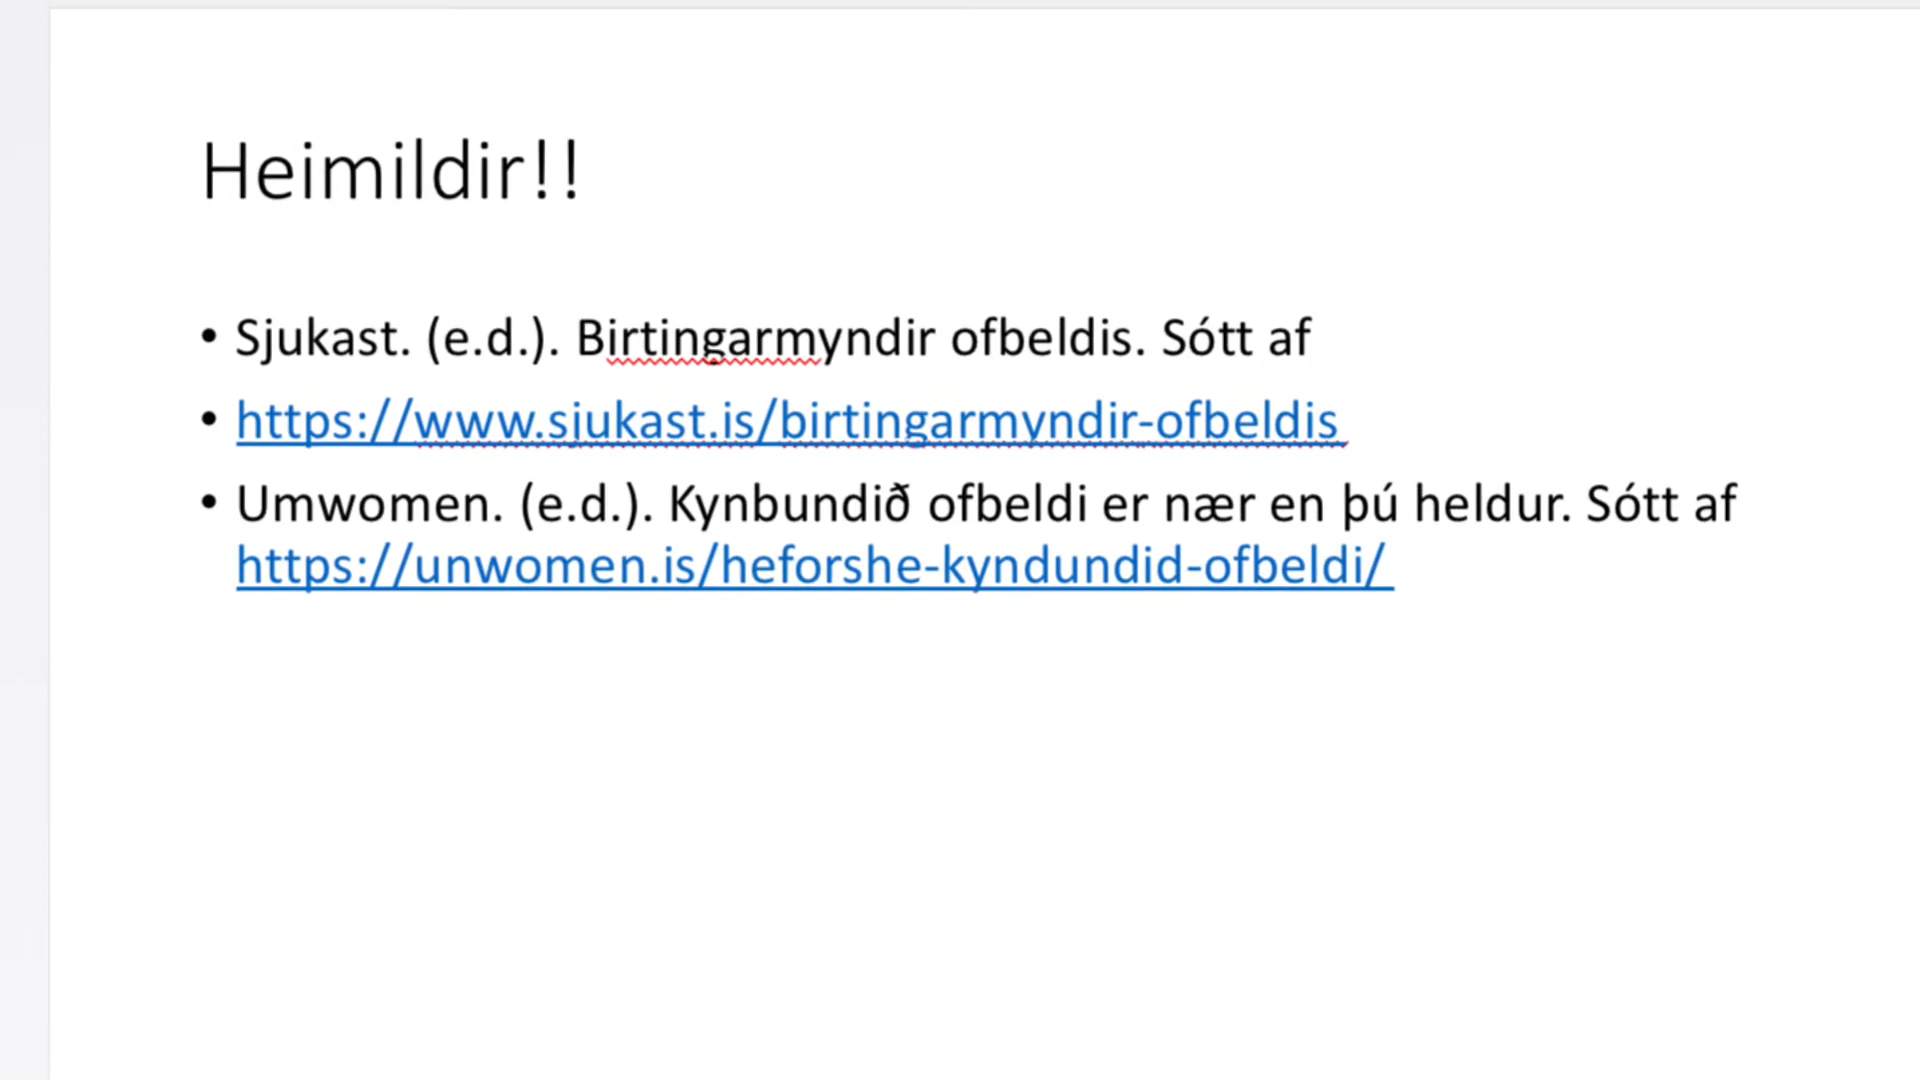 Heimildir!!
• Sjukast. (e.d.). Birtingarmyndir ofbeldis. Sótt af
• https://www.sjukast.is/birtingarmyndir-ofbeldis
• Umwomen. (e.d.). Kynbundið ofbeldi er nær en þú heldur. Sótt af
https://unwomen.is/heforshe-kyndundid-ofbeldi/